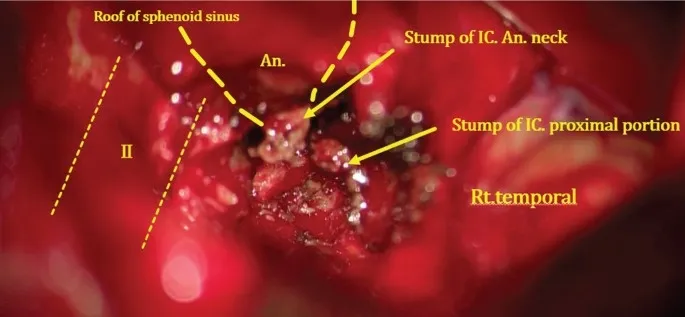 Roof of sphenoid sinus
An.
Stump of IC. An. neck
Stump of IC. proximal portion
II
Rt.temporal